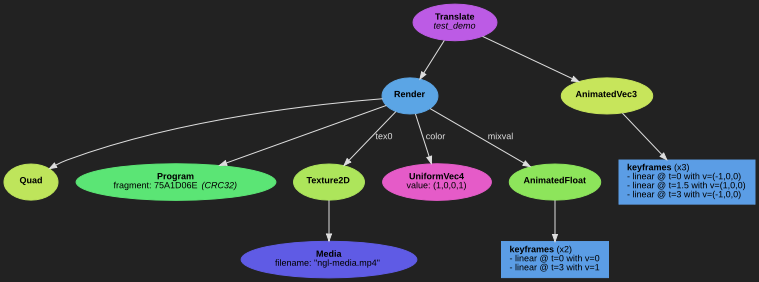 Translate
test_demo
Render
AnimatedVec3
tex0
color
mixval
Quad
Program
fragment: 75A1D06E (CRC32)
Texture2D
UniformVec4
value: (1,0,0,1)
AnimatedFloat
keyframes (x3)
- linear @ t=0 with v=(-1,0,0)
- linear @ t=1.5 with v=(1,0,0)
- linear @ t=3 with v=(-1,0,0)
Media
filename: "ngl-media.mp4"
keyframes (x2)
- linear @ t=0 with v=0
- linear @ t=3 with v=1